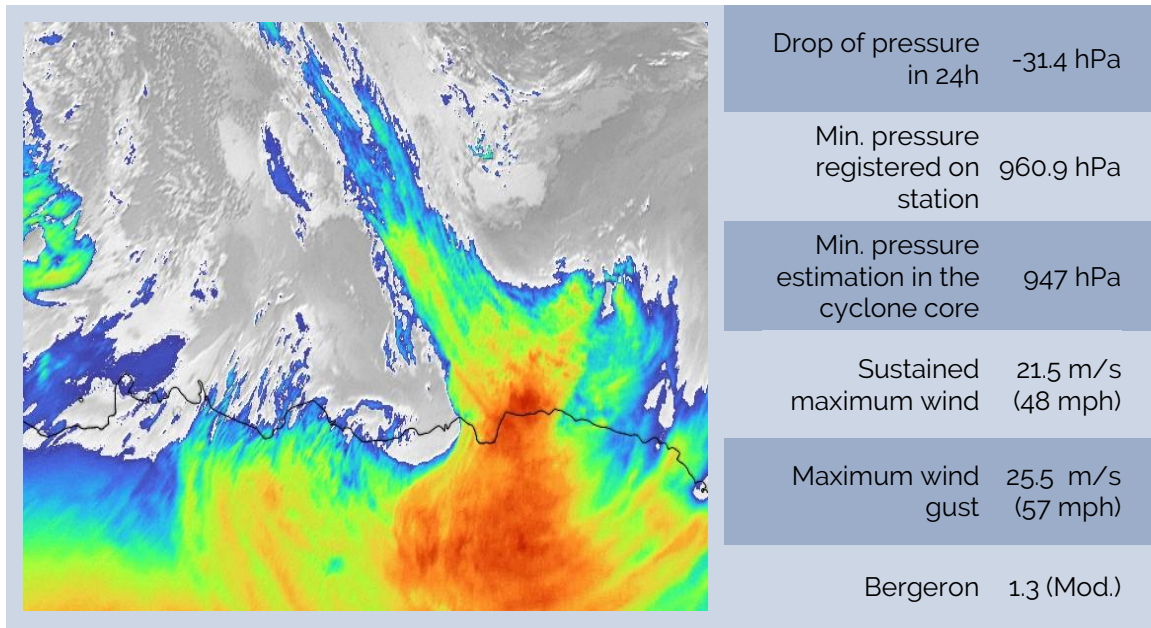 Drop of pressure
in 24h
-31.4 hPa
Min. pressure
registered on
station
960.9 hPa
Min. pressure
estimation in the
cyclone core
947 hPa
Sustained
maximum wind
21.5 m/s
(48 mph)
Maximum wind
gust
25.5 m/s
(57 mph)
Bergeron
1.3 (Mod.)